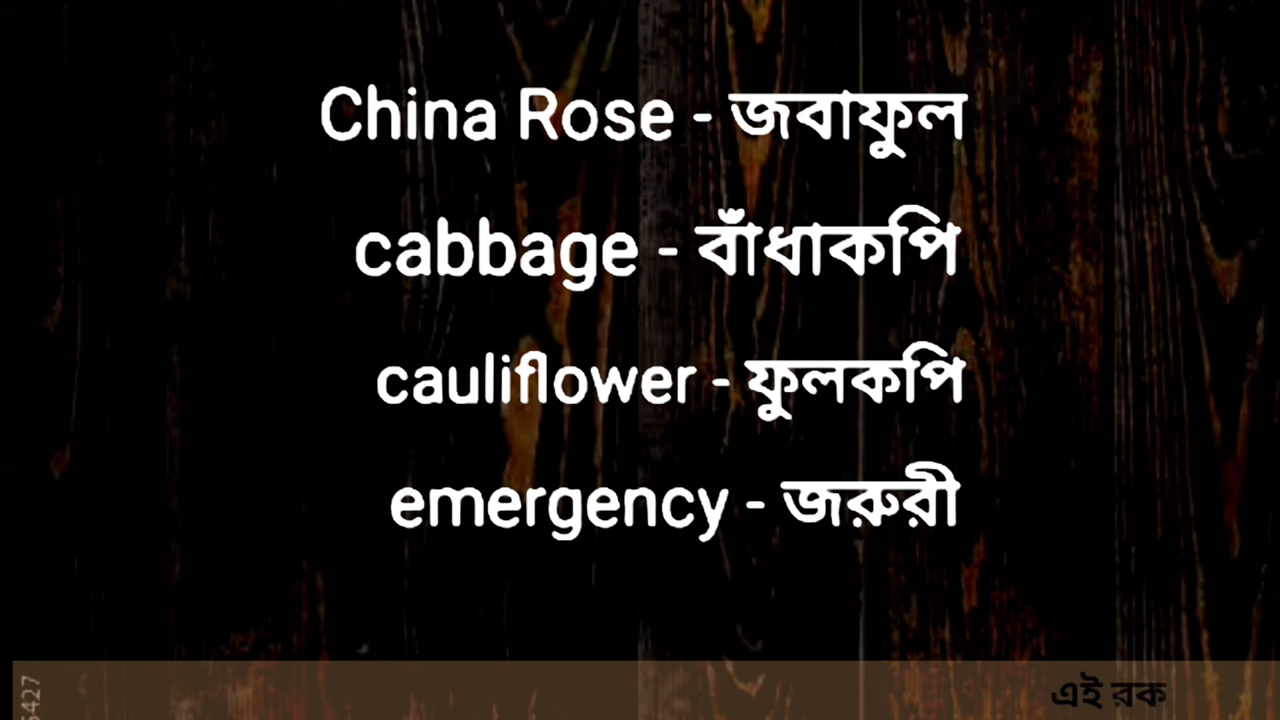 China Rose - জবাফুল
cabbage - বাঁধাকপি
cauliflower - ফুলকপি
emergency - জরুরী
এই রক